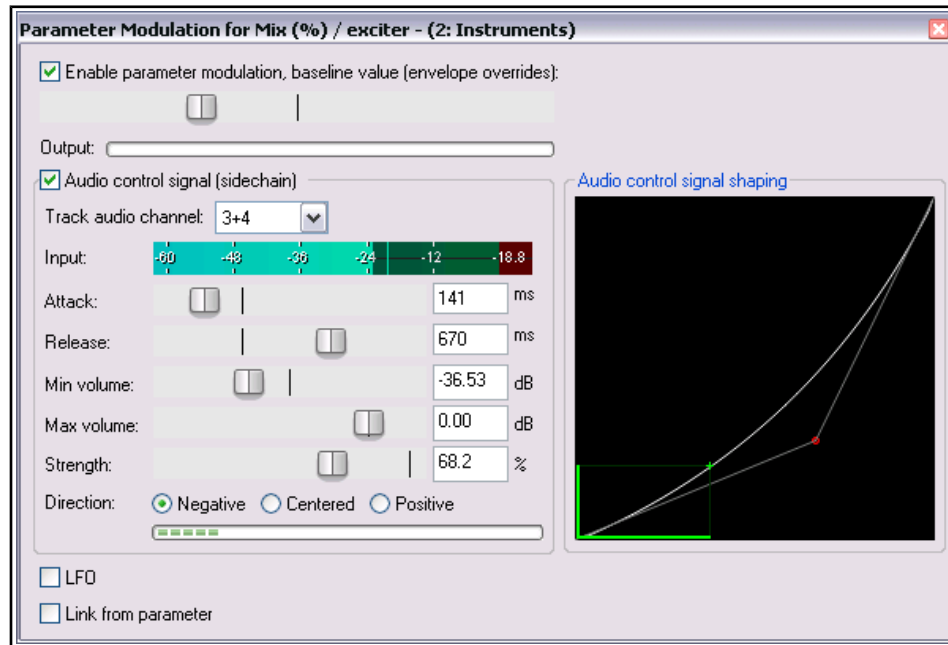 Parameter Modulation for Mix (%) / exciter - (2: Instruments)
Enable parameter modulation, baseline value (envelope overrides):
Output:
Audio control signal (sidechain)
Audio control signal shaping
Track audio channel: 3+4
Input: -60 -48 -36 -24 -12 -18.8
Attack: 141 ms
Release: 670 ms
Min volume: -36.53 dB
Max volume: 0.00 dB
Strength: 68.2 %
Direction: Negative Centered Positive
LFO
Link from parameter